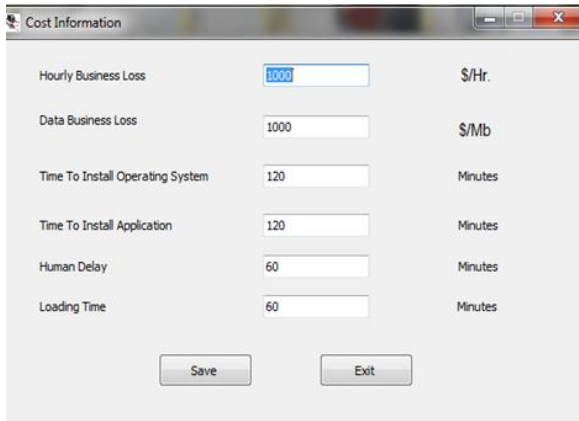 Cost Information
Hourly Business Loss 1000 $/Hr.
Data Business Loss 1000 $/Mb
Time To Install Operating System 120 Minutes
Time To Install Application 120 Minutes
Human Delay 60 Minutes
Loading Time 60 Minutes
Save Exit